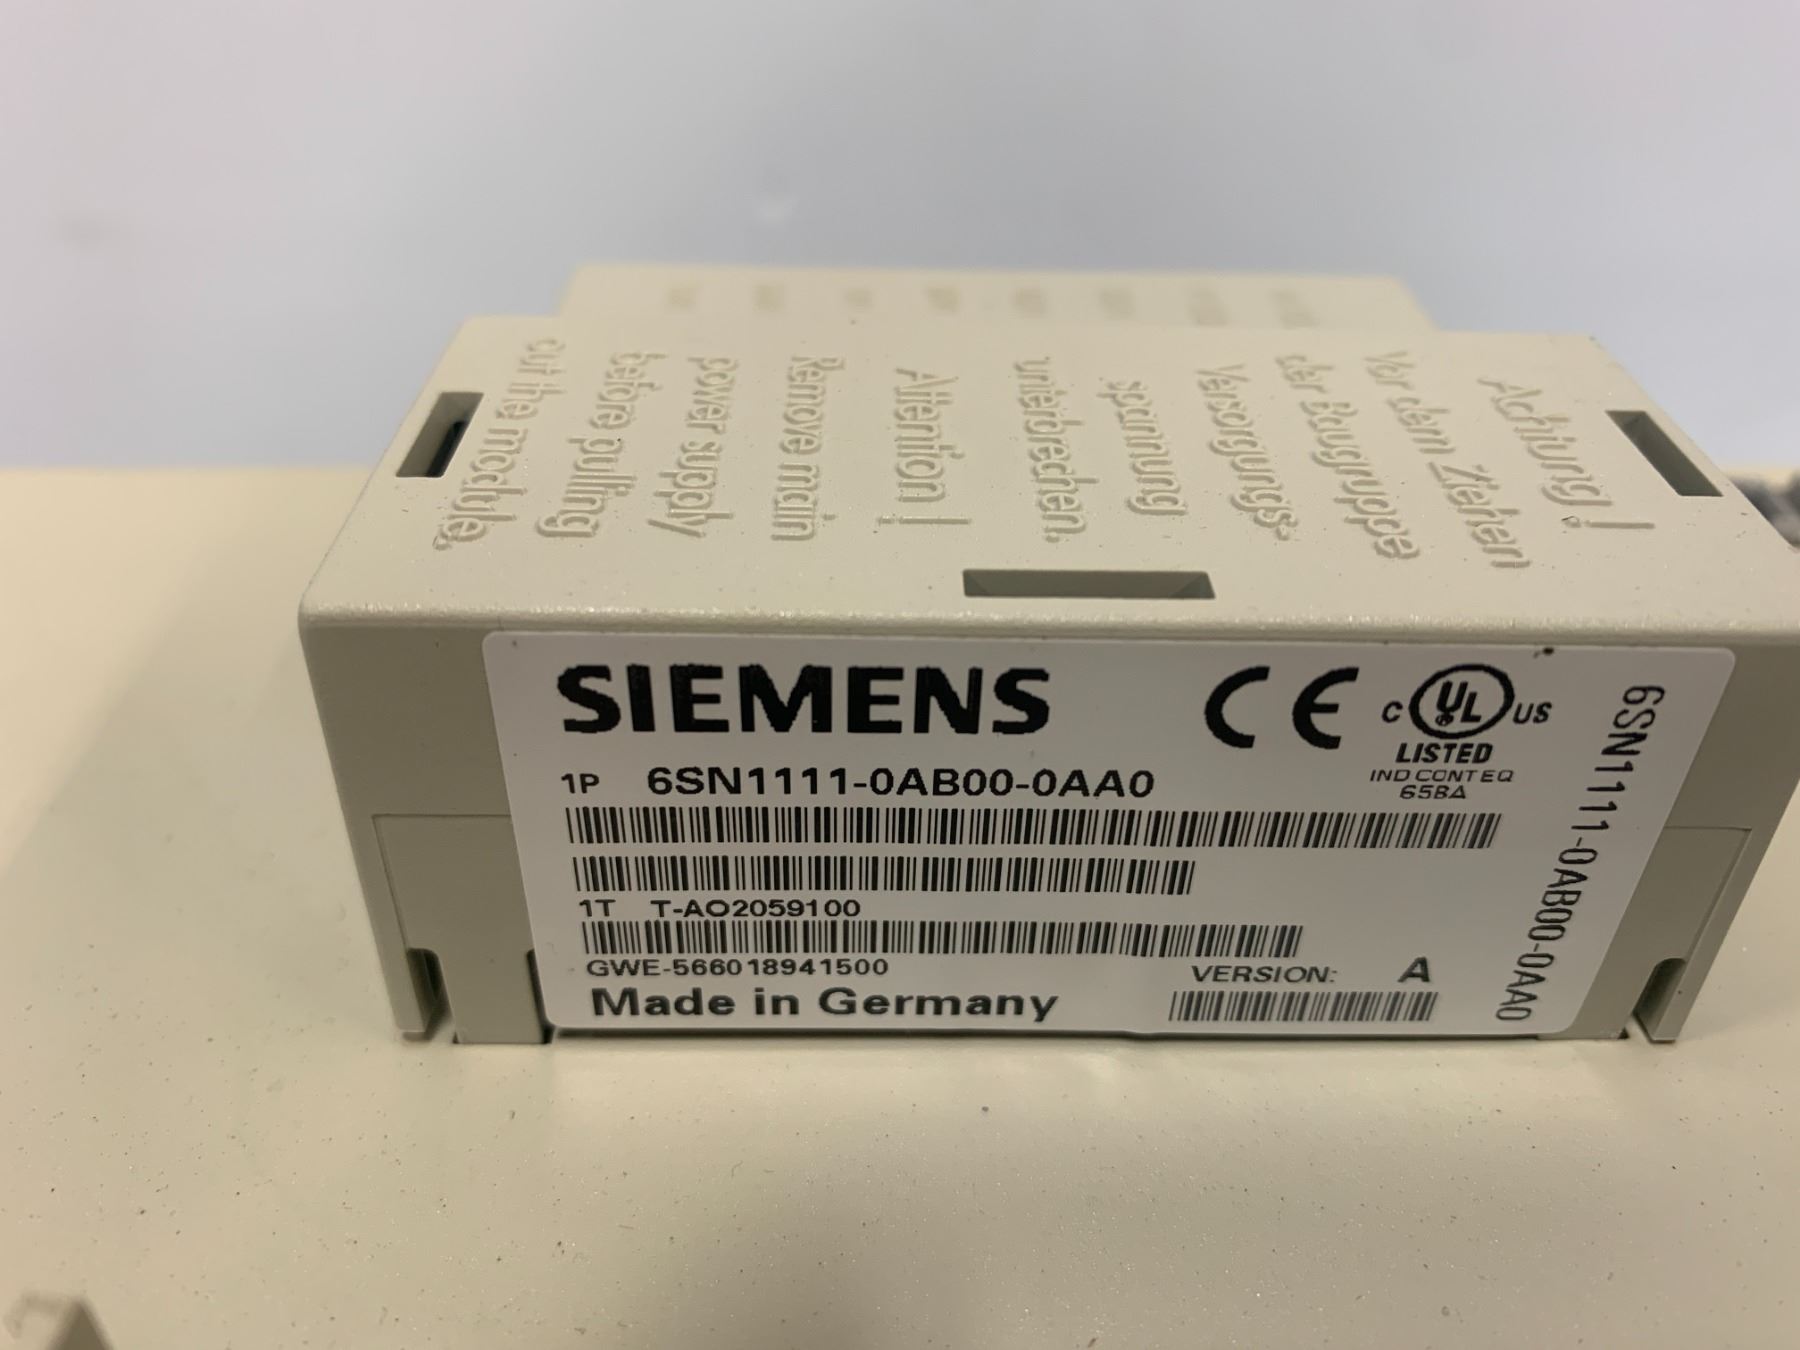 Achtung!
Vor dem Ziehen
der Baugruppe
Versorgungs-
spannung
unterbrechen.
Attention!
Remove main
power supply
before pulling
out the module.
SIEMENS
CE
C UL US
LISTED
IND CONT EQ
65BA
1P 6SN1111-0AB00-0AA0
1T T-AO2059100
GWE-566018941500
VERSION: A
Made in Germany
6SN1111-0AB00-0AA0